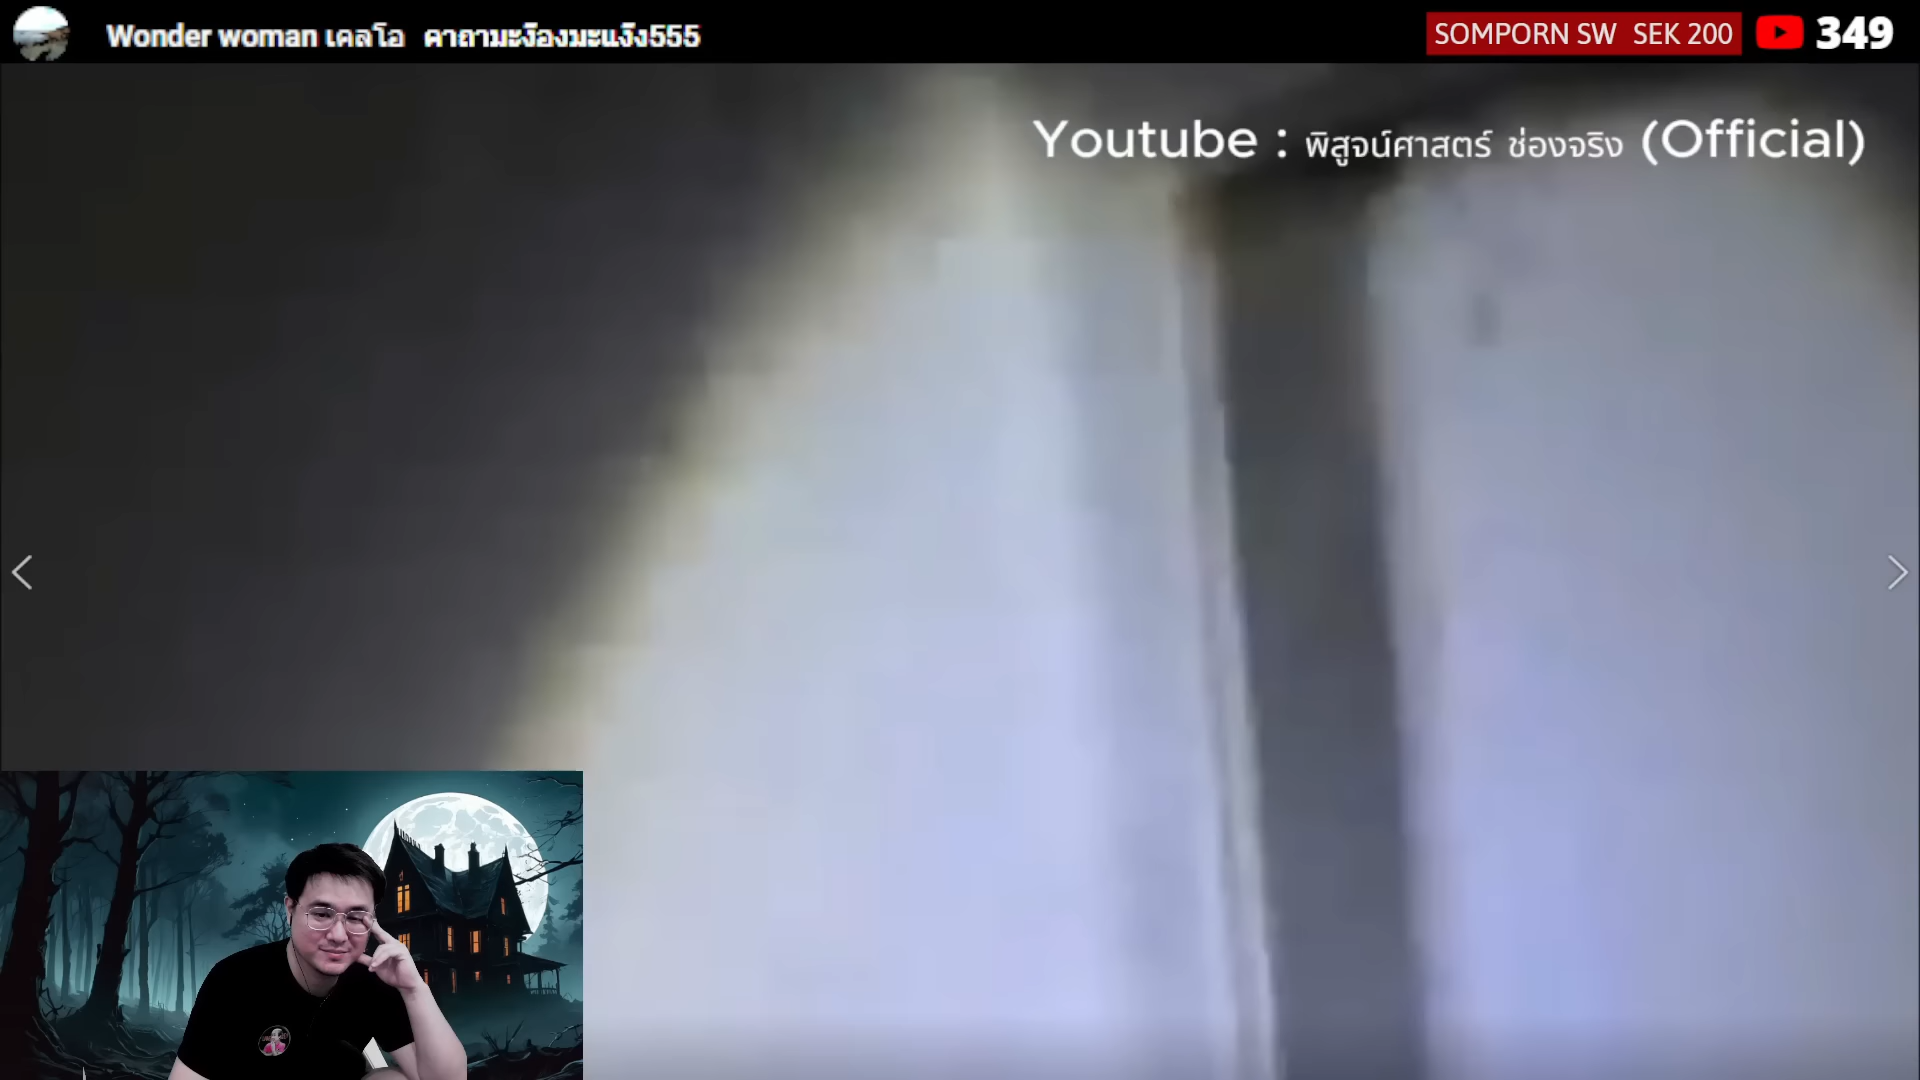 Wonder woman เคลโอ คาถามะง๊องมะแง๊ง555
SOMPORN SW SEK 200
349
Youtube : พิสูจน์ศาสตร์ ช่องจริง (Official)